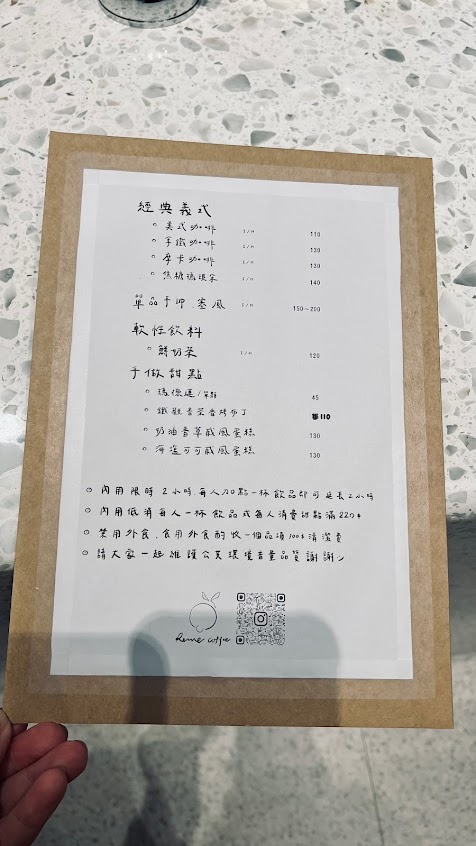 經典義式
美式咖啡 I/H 110
拿鐵咖啡 I/H 130
摩卡咖啡 I/H 130
焦糖瑪琪朵 I/H 140
單品手沖.塞風 I/H 150~200
軟性飲料
鮮奶茶 I/H 120
手做甜點
瑪德蓮/單顆 45
鐵觀音茶香烤布丁 110
奶油香草戚風蛋糕 130
海鹽可可戚風蛋糕 130
內用限時2小時.每人加點一杯飲品即可延長2小時
內用低消每人一杯飲品或每人消費甜點滿220元
禁用外食.食用外食酌收一個品項100元清潔費
請大家一起維護公共環境音量品質謝謝
coffee